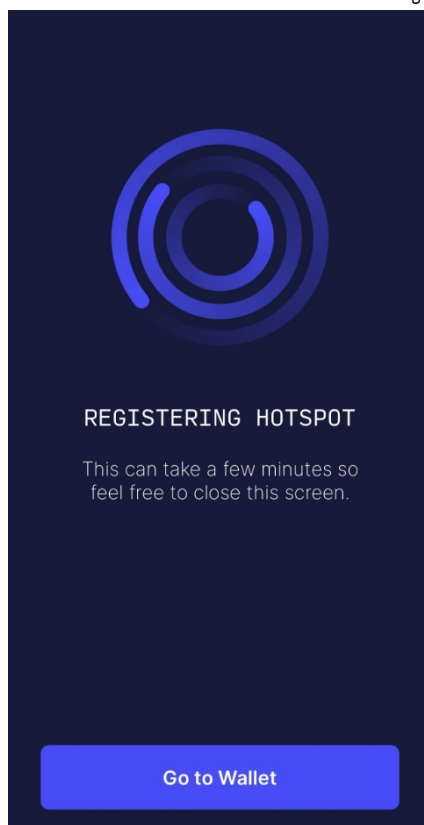 REGISTERING HOTSPOT
This can take a few minutes so
feel free to close this screen.
Go to Wallet